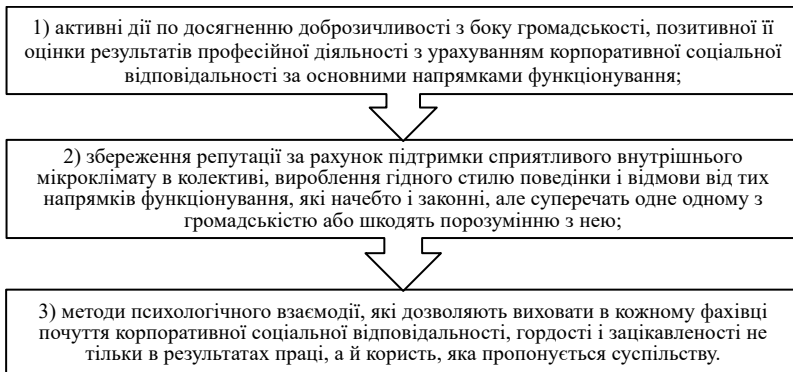 1) активні дії по досягненню доброзичливості з боку громадськості, позитивної її
оцінки результатів професійної діяльності з урахуванням корпоративної соціальної
відповідальності за основними напрямками функціонування;
2) збереження репутації за рахунок підтримки сприятливого внутрішнього
мікроклімату в колективі, вироблення гідного стилю поведінки і відмови від тих
напрямків функціонування, які начебто і законні, але суперечать одне одному з
громадськістю або шкодять порозумінню з нею;
3) методи психологічного взаємодії, які дозволяють виховати в кожному фахівці
почуття корпоративної соціальної відповідальності, гордості і зацікавленості не
тільки в результатах праці, а й користь, яка пропонується суспільству.